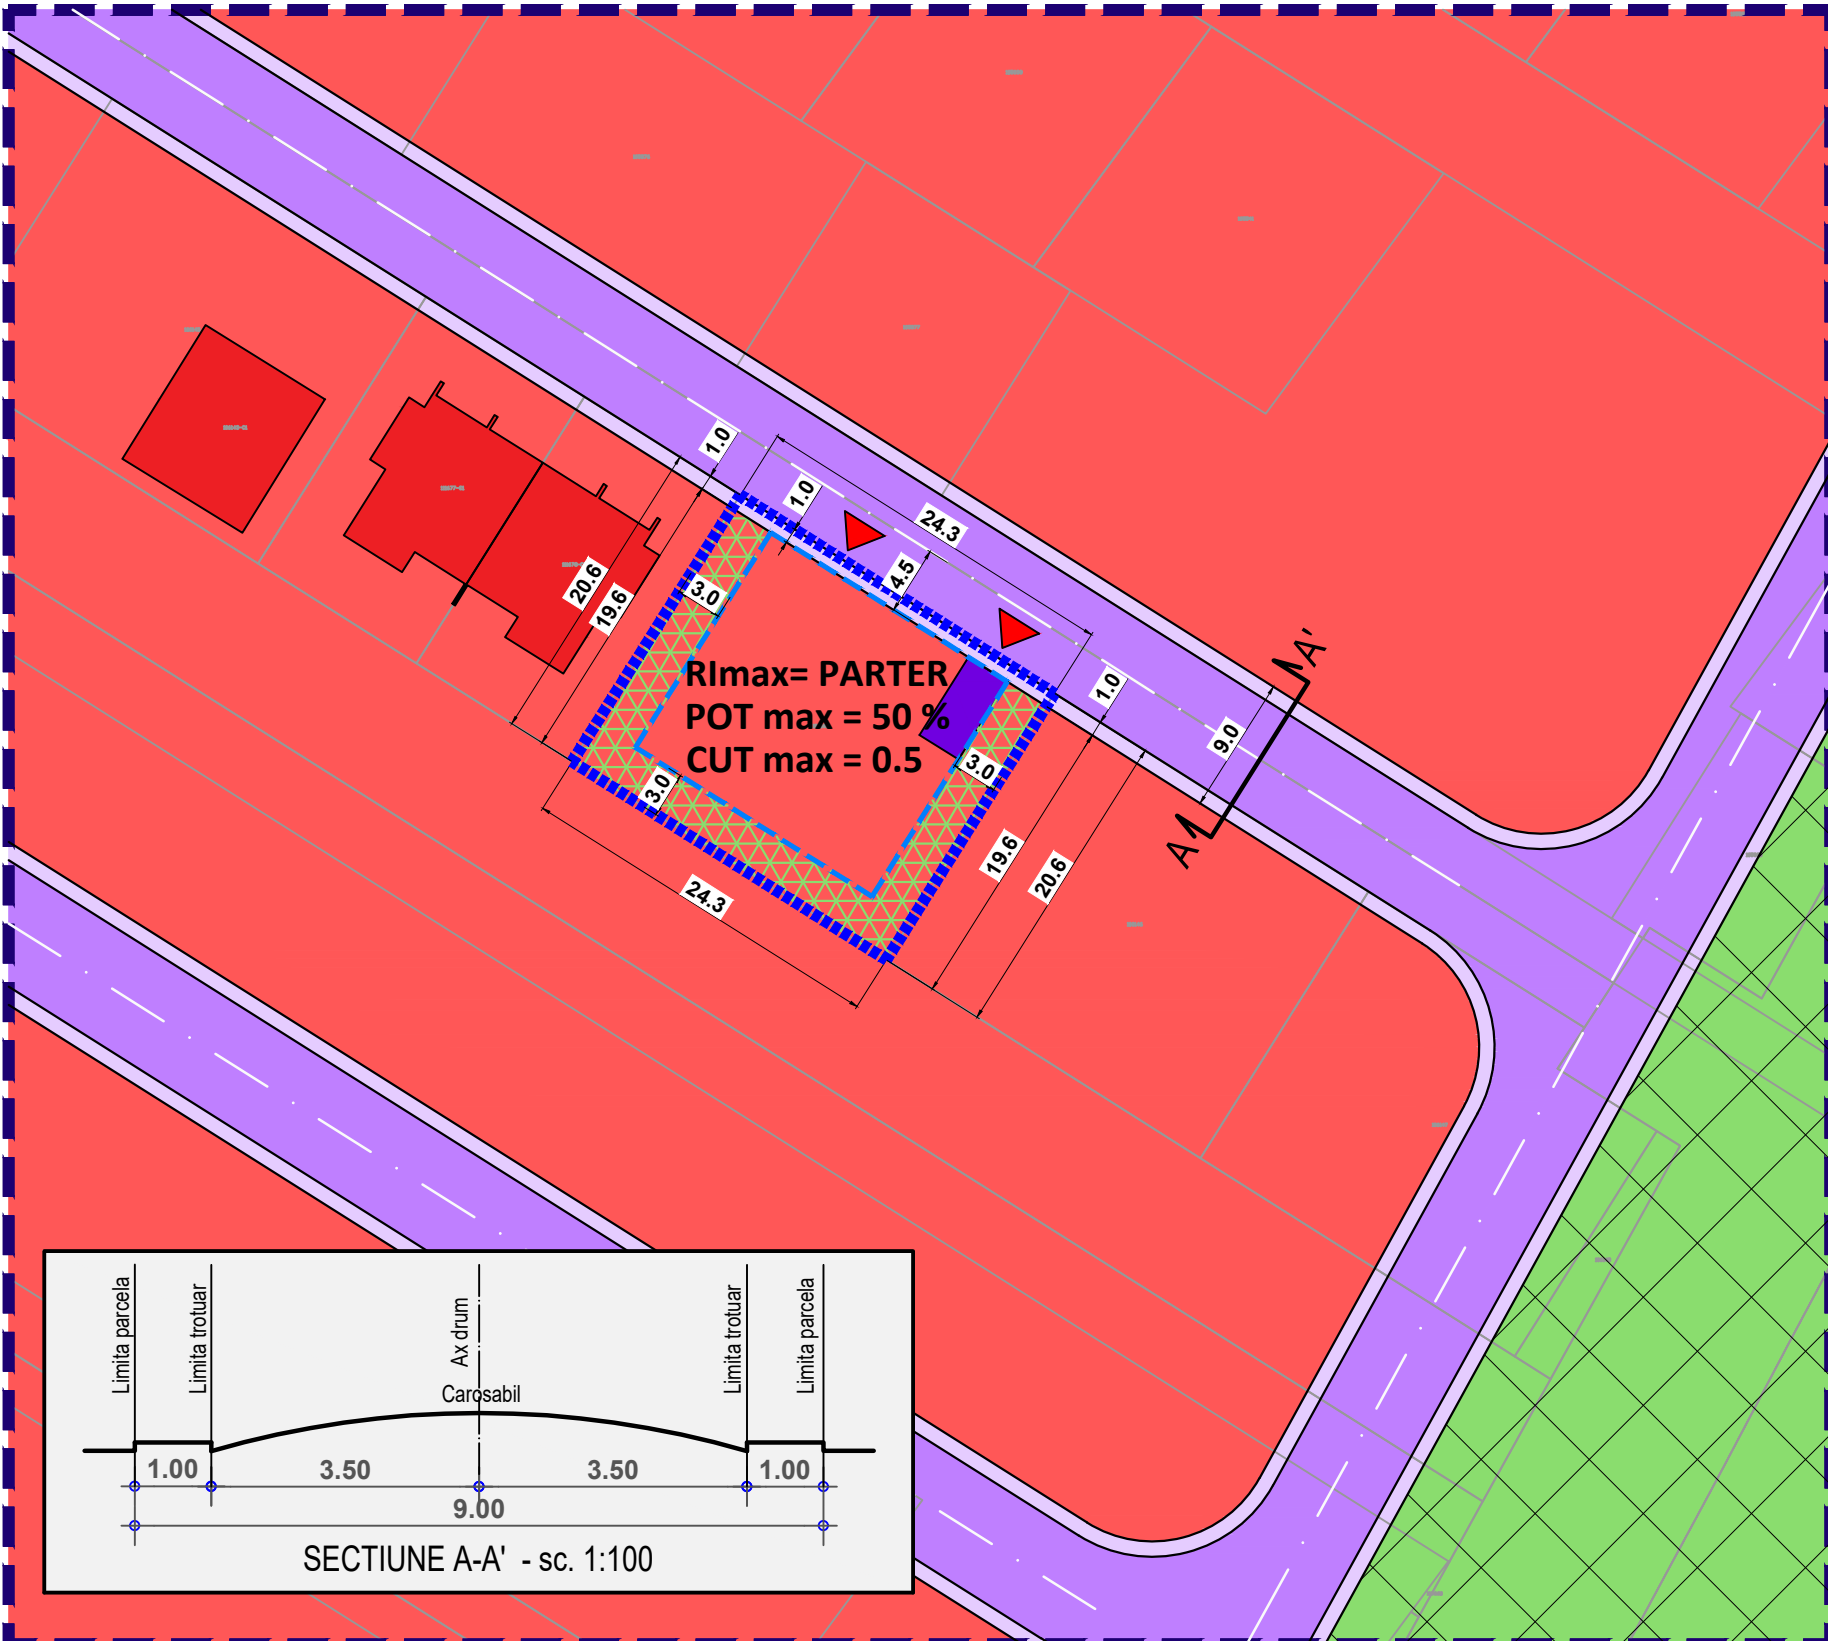 1.0
1.0
24.3
4.5
20.6
19.6
3.0
RImax= PARTER
POT max = 50 %
CUT max = 0.5
1.0
A'
9.0
3.0
3.0
A
19.6
20.6
24.3
Limita parcela
Limita trotuar
Ax drum
Limita trotuar
Limita parcela
Carosabil
1.00
3.50
3.50
1.00
9.00
SECTIUNE A-A' - sc. 1:100